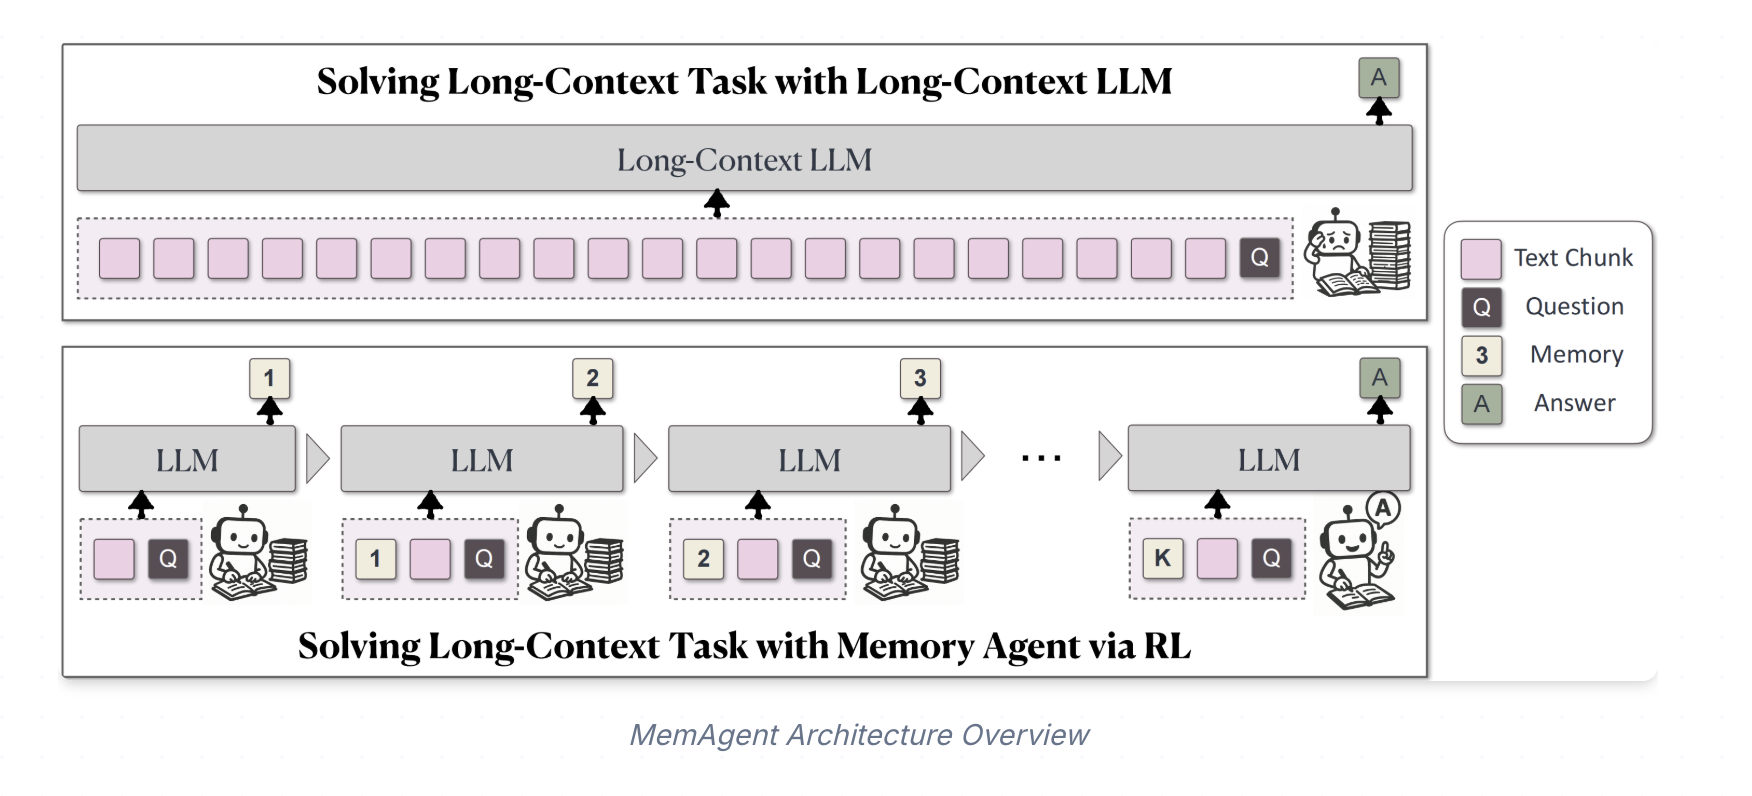 Solving Long-Context Task with Long-Context LLM
A
Long-Context LLM
Q
Text Chunk
Q Question
3 Memory
A Answer
1 2 3 A
LLM LLM LLM ... LLM
A
Q 1 Q 2 Q K Q
Solving Long-Context Task with Memory Agent via RL
MemAgent Architecture Overview